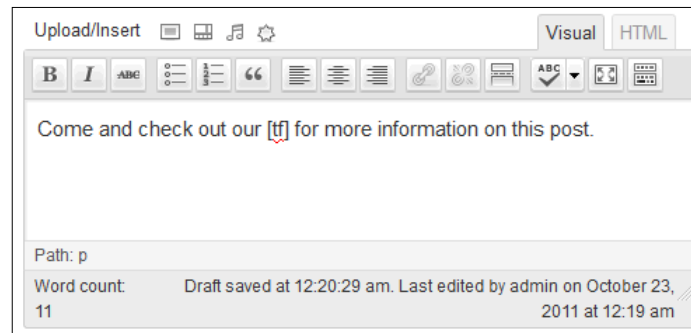 Upload/Insert Visual HTML
B I ABC ABC
Come and check out our [tf] for more information on this post.
Path: p
Word count: Draft saved at 12:20:29 am. Last edited by admin on October 23,
11 2011 at 12:19 am